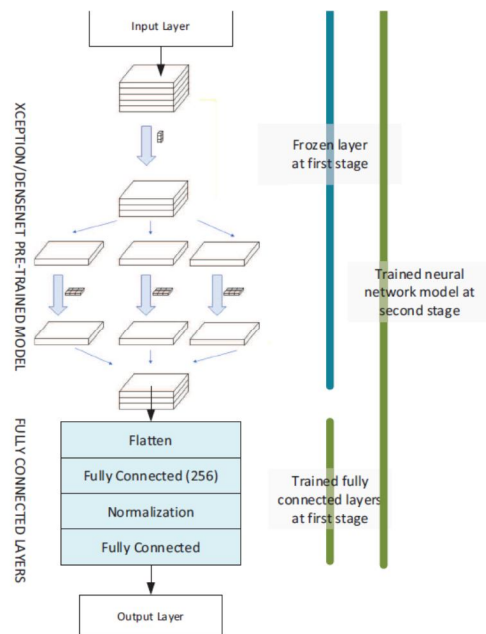 Input Layer
XCEPTION/DENSENET PRE-TRAINED MODEL
Frozen layer
at first stage
Trained neural
network model at
second stage
FULLY CONNECTED LAYERS
Flatten
Fully Connected (256)
Normalization
Fully Connected
Trained fully
connected layers
at first stage
Output Layer